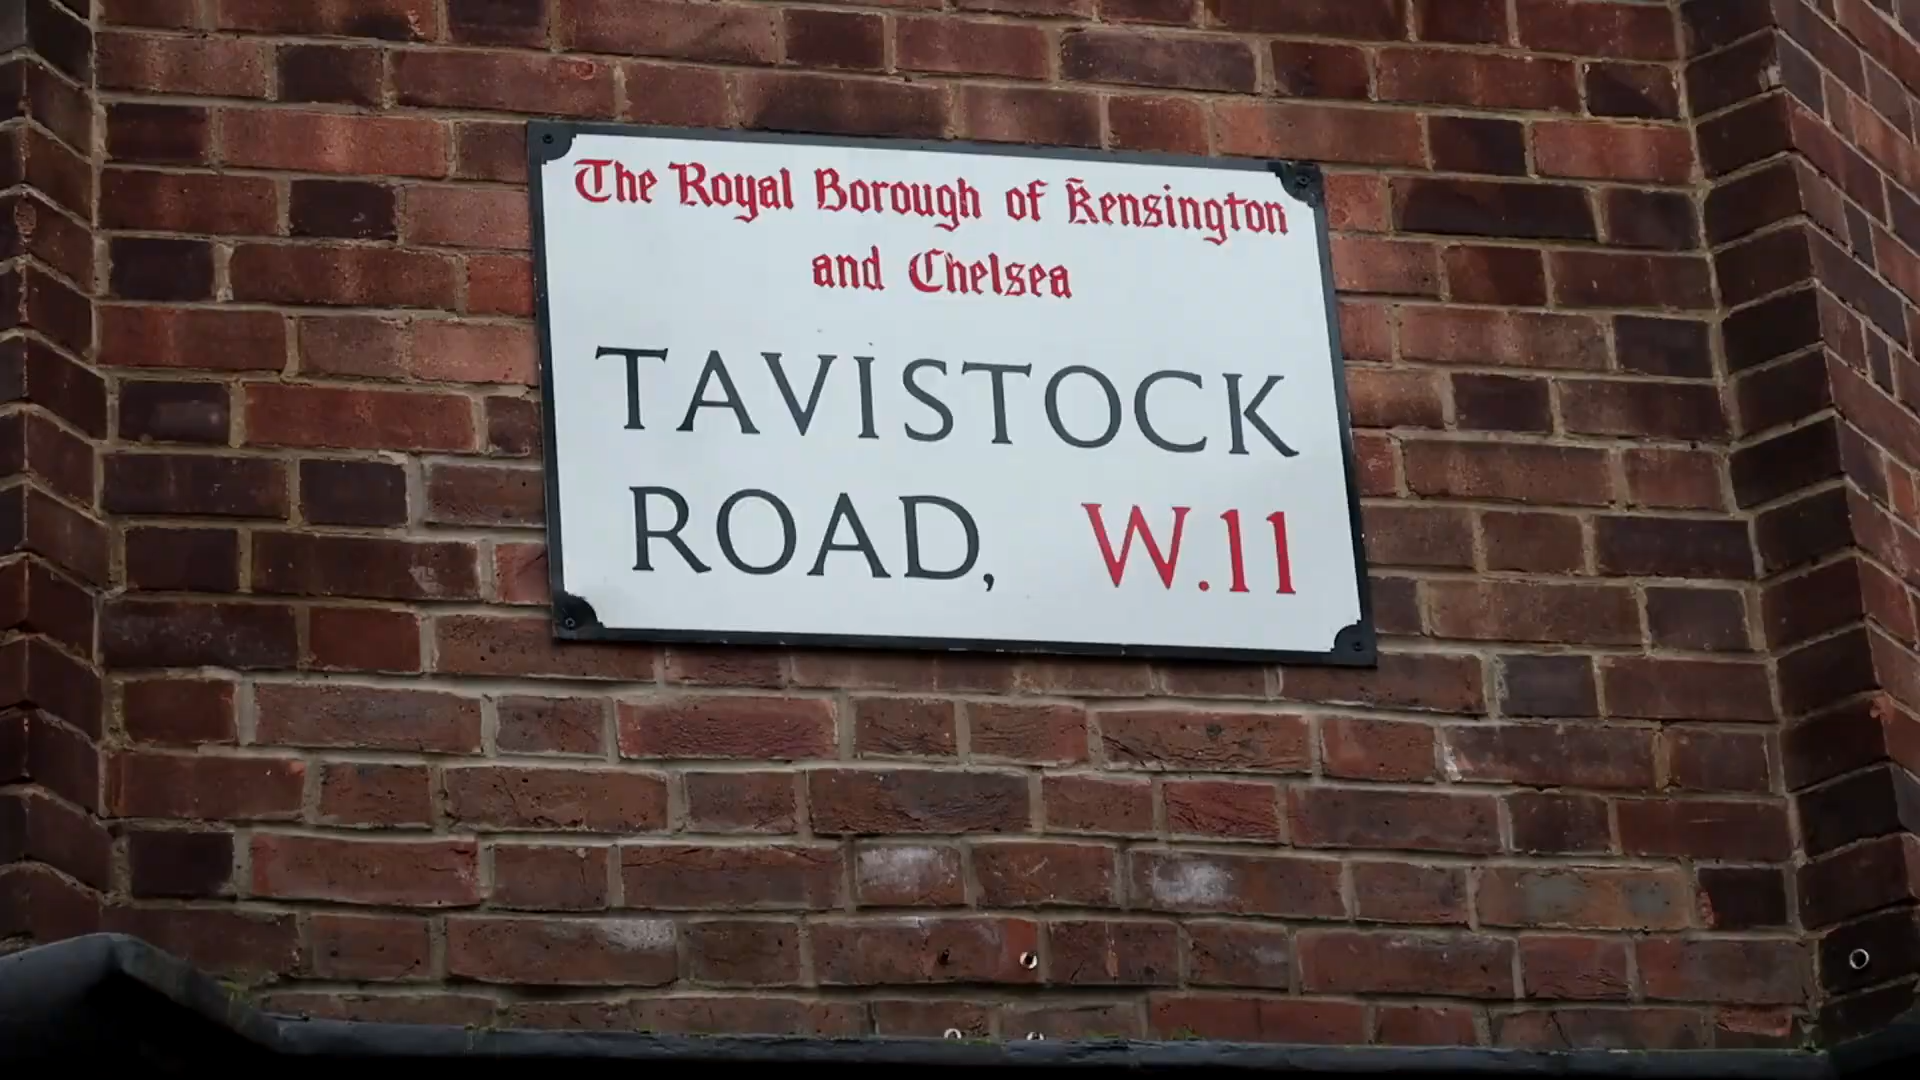 The Royal Borough of Kensington
and Chelsea
TAVISTOCK
ROAD, W.11